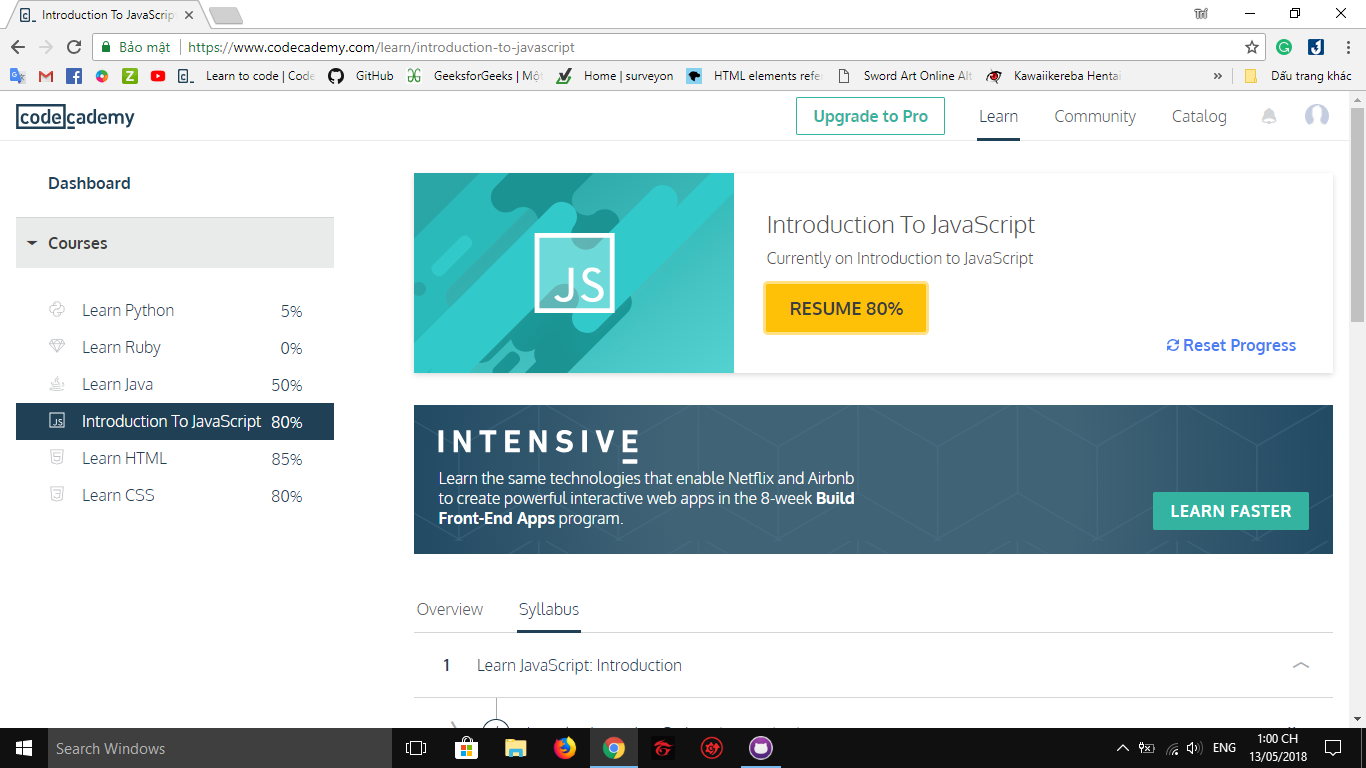 Introduction To JavaScrip
Trí
Bảo mật
https://www.codecademy.com/learn/introduction-to-javascript
Learn to code | Code
GitHub
GeeksforGeeks | Một
Home | surveyon
HTML elements refer
Sword Art Online Alt
Kawaiikereba Hentai
»
Dấu trang khác
codecademy
Upgrade to Pro
Learn
Community
Catalog
Dashboard
Courses
Learn Python 5%
Learn Ruby 0%
Learn Java 50%
JS Introduction To JavaScript 80%
Learn HTML 85%
Learn CSS 80%
JS
Introduction To JavaScript
Currently on Introduction to JavaScript
RESUME 80%
Reset Progress
INTENSIVE
Learn the same technologies that enable Netflix and Airbnb
to create powerful interactive web apps in the 8-week Build
Front-End Apps program.
LEARN FASTER
Overview
Syllabus
1 Learn JavaScript: Introduction
Search Windows
ENG
1:00 CH
13/05/2018